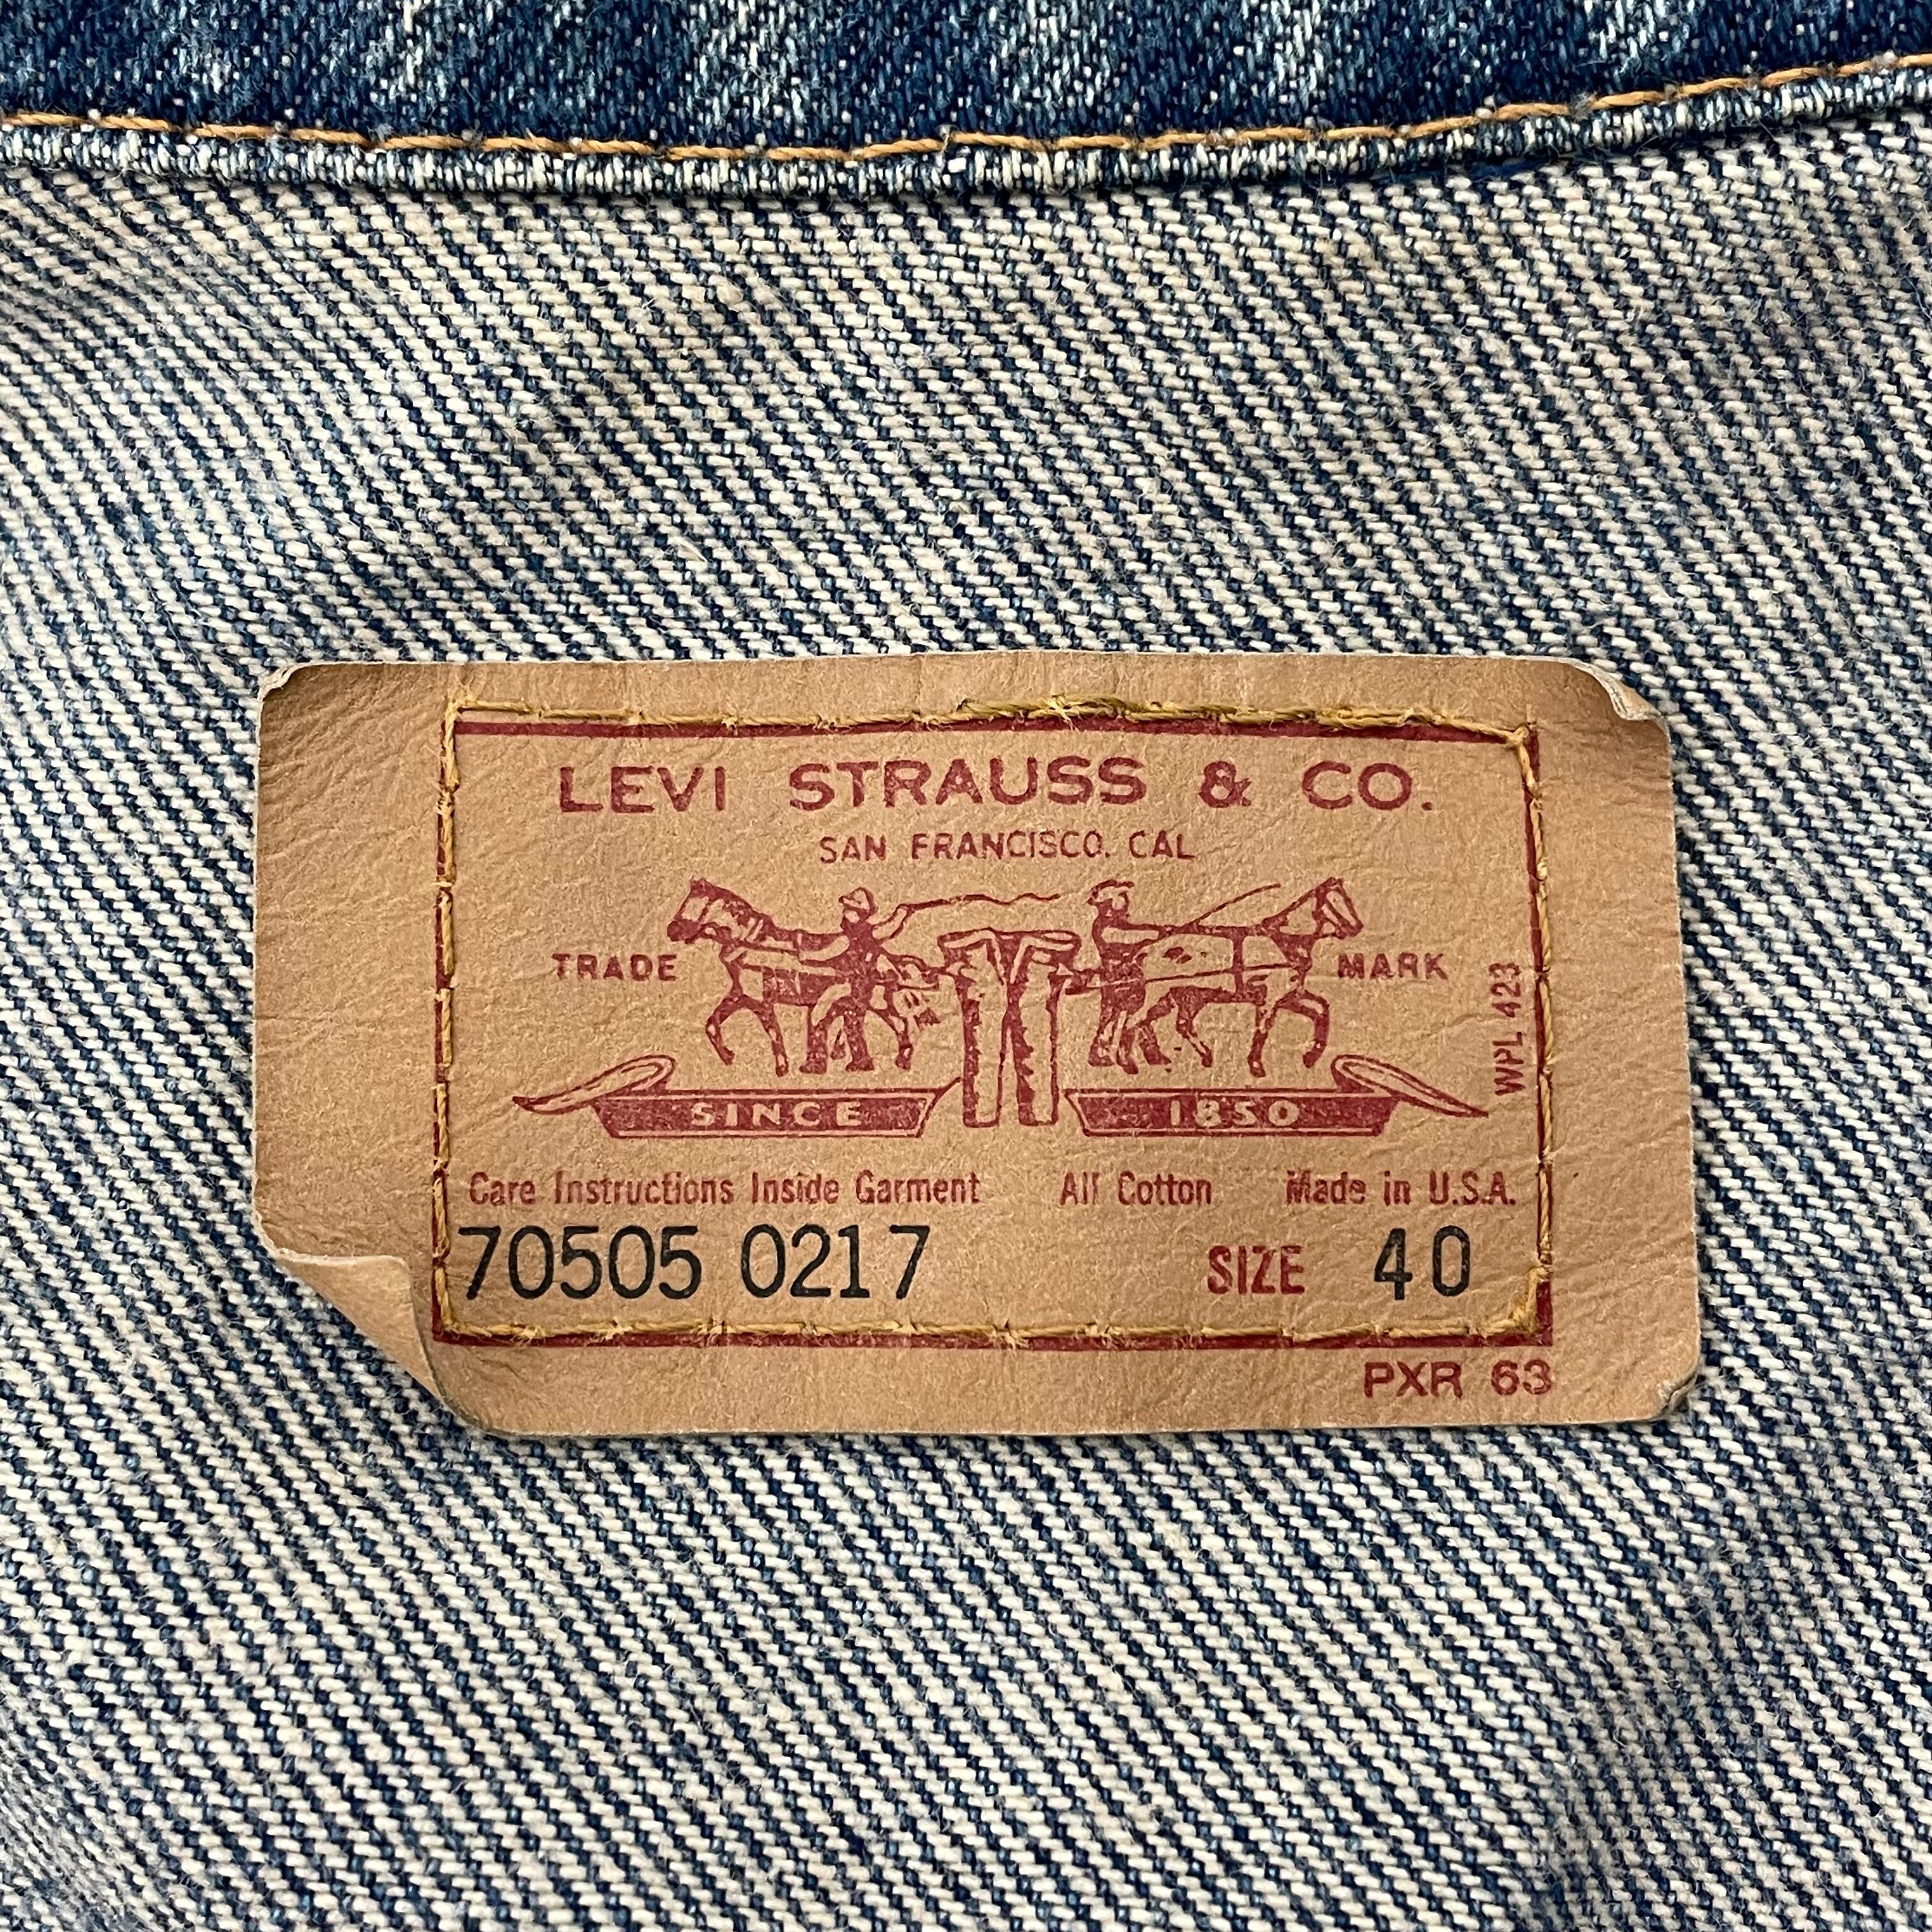 LEVI STRAUSS & CO.
SAN FRANCISCO, CAL
TRADE MARK
WPL 423
SINCE 1850
Care Instructions Inside Garment All Cotton Made in U.S.A.
70505 0217 SIZE 40
PXR 63